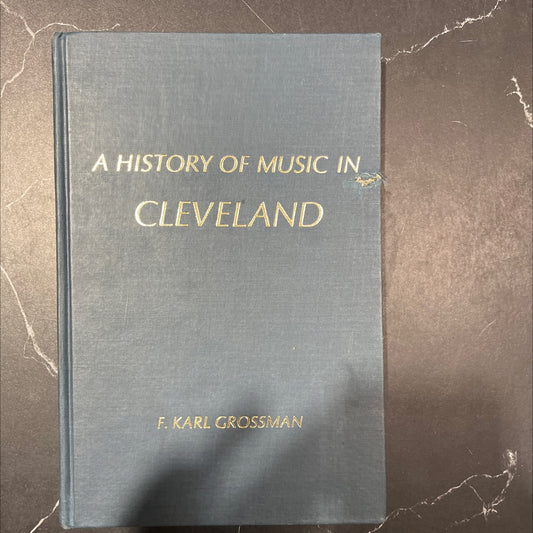 A HISTORY OF MUSIC IN
CLEVELAND
F. KARL GROSSMAN